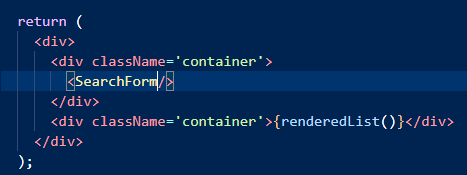 return (
<div>
<div className='container'>
<SearchForm/>
</div>
<div className='container'>{renderedList()}</div>
</div>
);